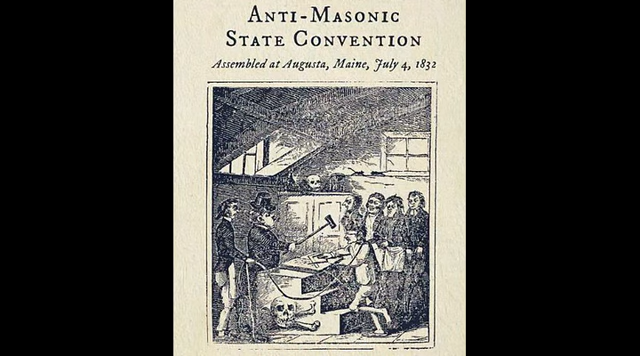 Anti-Masonic
State Convention
Assembled at Augusta, Maine, July 4, 1832